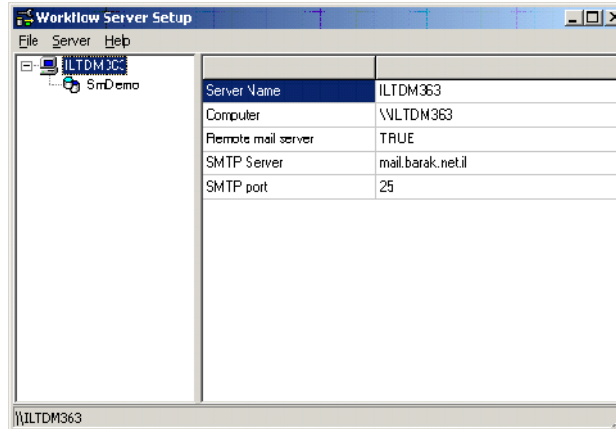 Workflow Server Setup
File Server Help
ILTDM363
SmDemo
Server Name ILTDM363
Computer \\ILTDM363
Remote mail server TRUE
SMTP Server mail.barak.net.il
SMTP port 25
\\ILTDM363